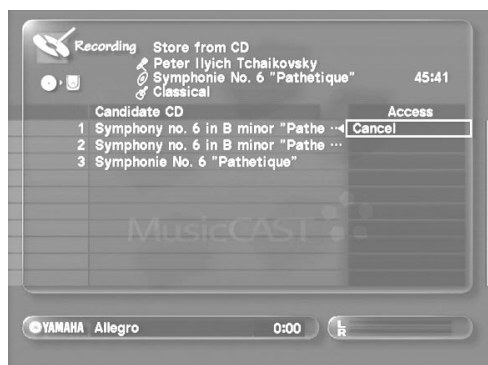 Recording Store from CD
Peter Ilyich Tchaikovsky
Symphonie No. 6 "Pathetique" 45:41
Classical
Candidate CD Access
1 Symphony no. 6 in B minor "Pathe ··· Cancel
2 Symphony no. 6 in B minor "Pathe ···
3 Symphonie No. 6 "Pathetique"
MusicCAST
YAMAHA Allegro 0:00 L
R